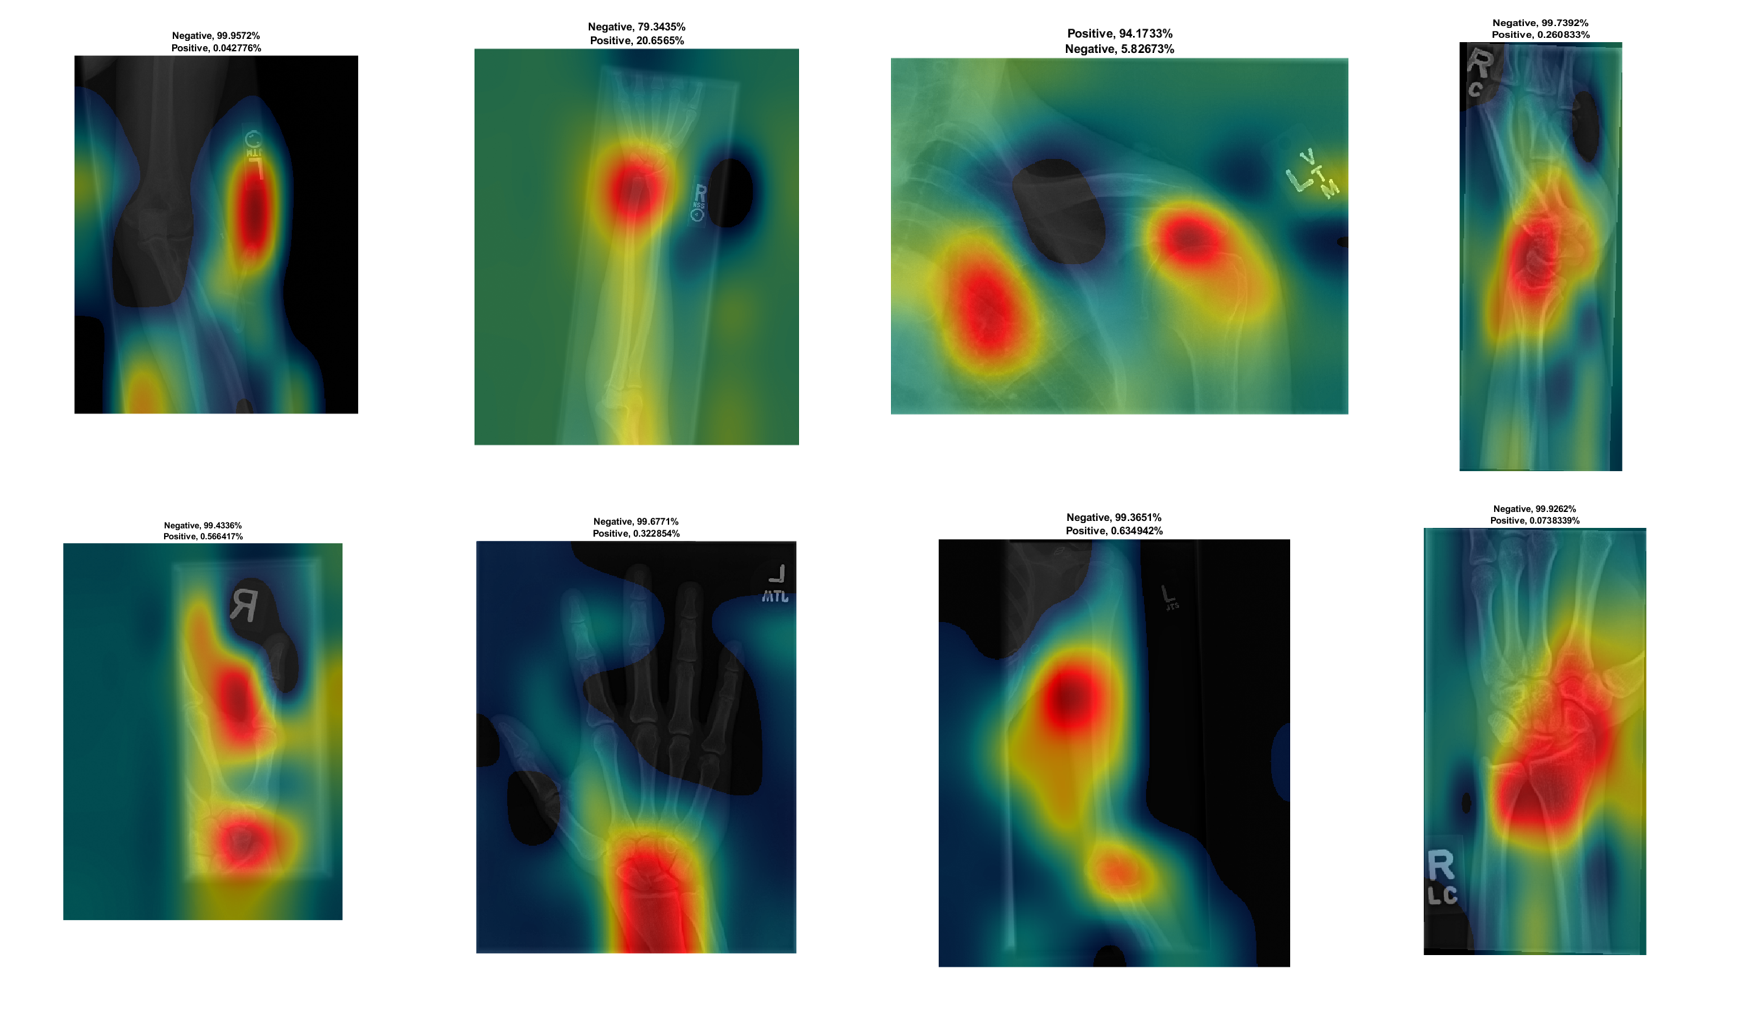 Negative, 99.9572%
Positive, 0.042776%
Negative, 79.3435%
Positive, 20.6565%
Positive, 94.1733%
Negative, 5.82673%
Negative, 99.7392%
Positive, 0.260833%
L
R
L
R
C
Negative, 99.4336%
Positive, 0.566417%
Negative, 99.6771%
Positive, 0.322854%
Negative, 99.3651%
Positive, 0.634942%
Negative, 99.9262%
Positive, 0.0738339%
R
L
MTL
L
R
LC